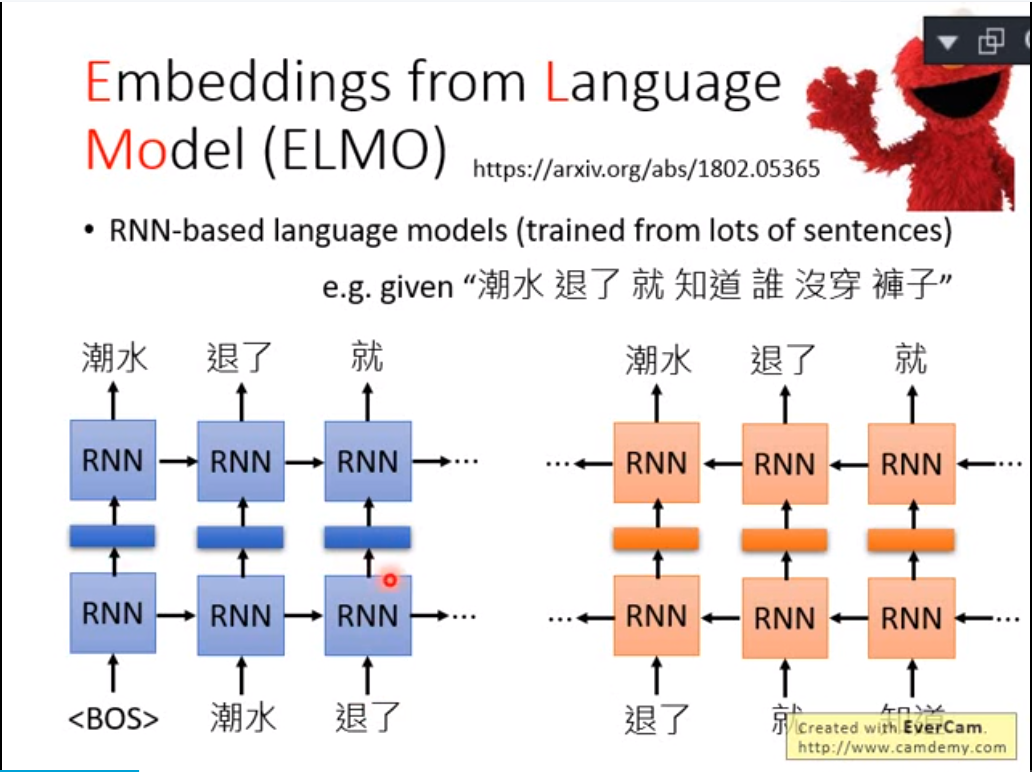 Embeddings from Language
Model (ELMO) https://arxiv.org/abs/1802.05365
• RNN-based language models (trained from lots of sentences)
e.g. given “潮水 退了 就 知道 誰 沒穿 褲子”
潮水 退了 就
RNN RNN RNN ...
RNN RNN RNN ...
<BOS> 潮水 退了
潮水 退了 就
... RNN RNN RNN ...
... RNN RNN RNN ...
退了 就 知道
Created with EverCam.
http://www.camdemy.com